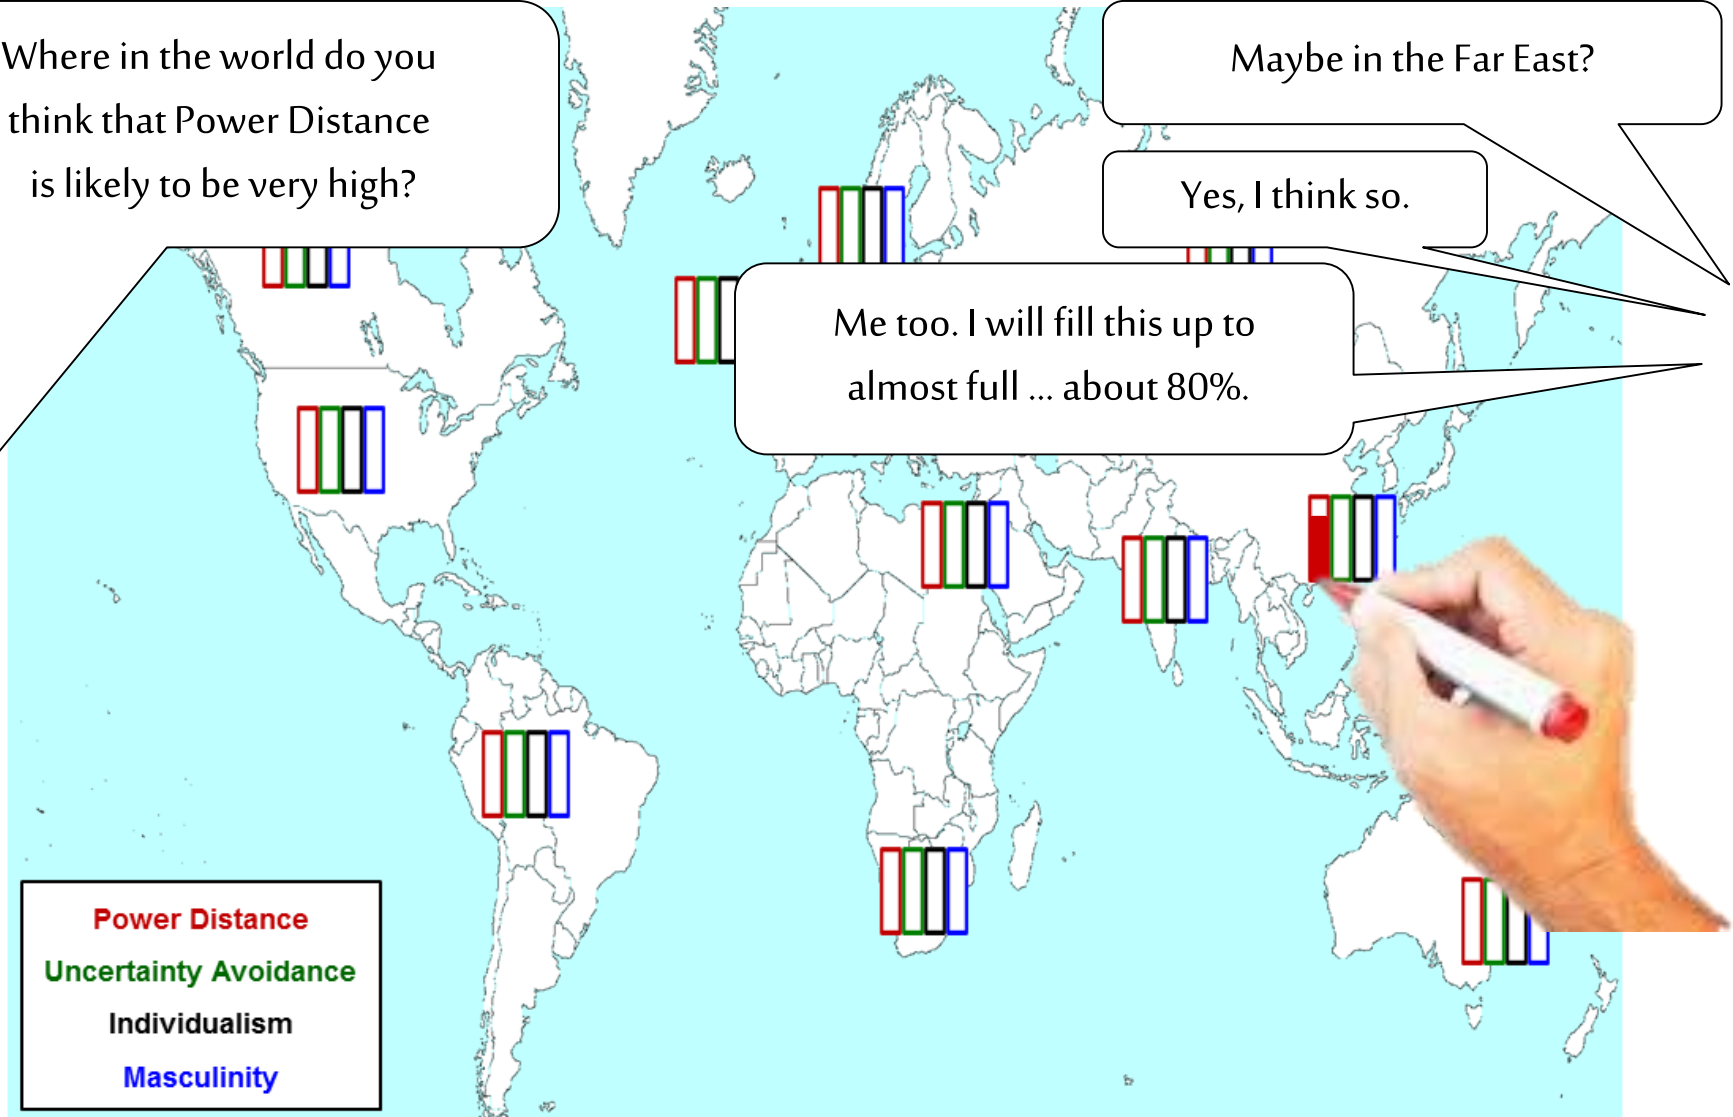 Where in the world do you
think that Power Distance
is likely to be very high?
Maybe in the Far East?
Yes, I think so.
Me too. I will fill this up to
almost full ... about 80%.
Power Distance
Uncertainty Avoidance
Individualism
Masculinity